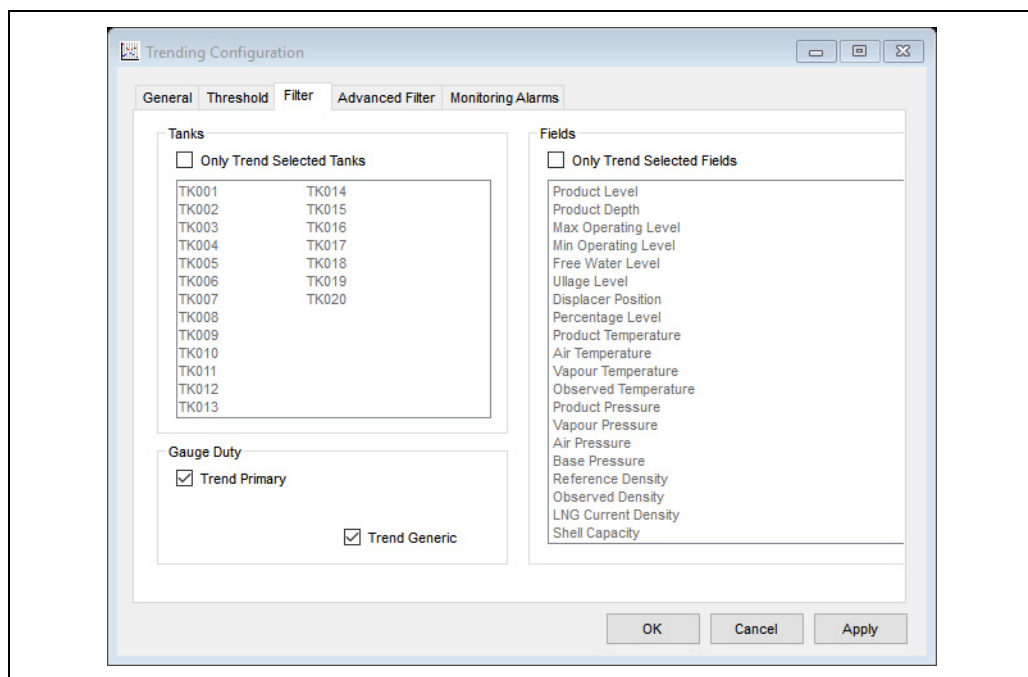 Trending Configuration
General Threshold Filter Advanced Filter Monitoring Alarms
Tanks
Only Trend Selected Tanks
TK001 TK014
TK002 TK015
TK003 TK016
TK004 TK017
TK005 TK018
TK006 TK019
TK007 TK020
TK008
TK009
TK010
TK011
TK012
TK013
Gauge Duty
Trend Primary
Trend Generic
Fields
Only Trend Selected Fields
Product Level
Product Depth
Max Operating Level
Min Operating Level
Free Water Level
Ullage Level
Displacer Position
Percentage Level
Product Temperature
Air Temperature
Vapour Temperature
Observed Temperature
Product Pressure
Vapour Pressure
Air Pressure
Base Pressure
Reference Density
Observed Density
LNG Current Density
Shell Capacity
OK Cancel Apply